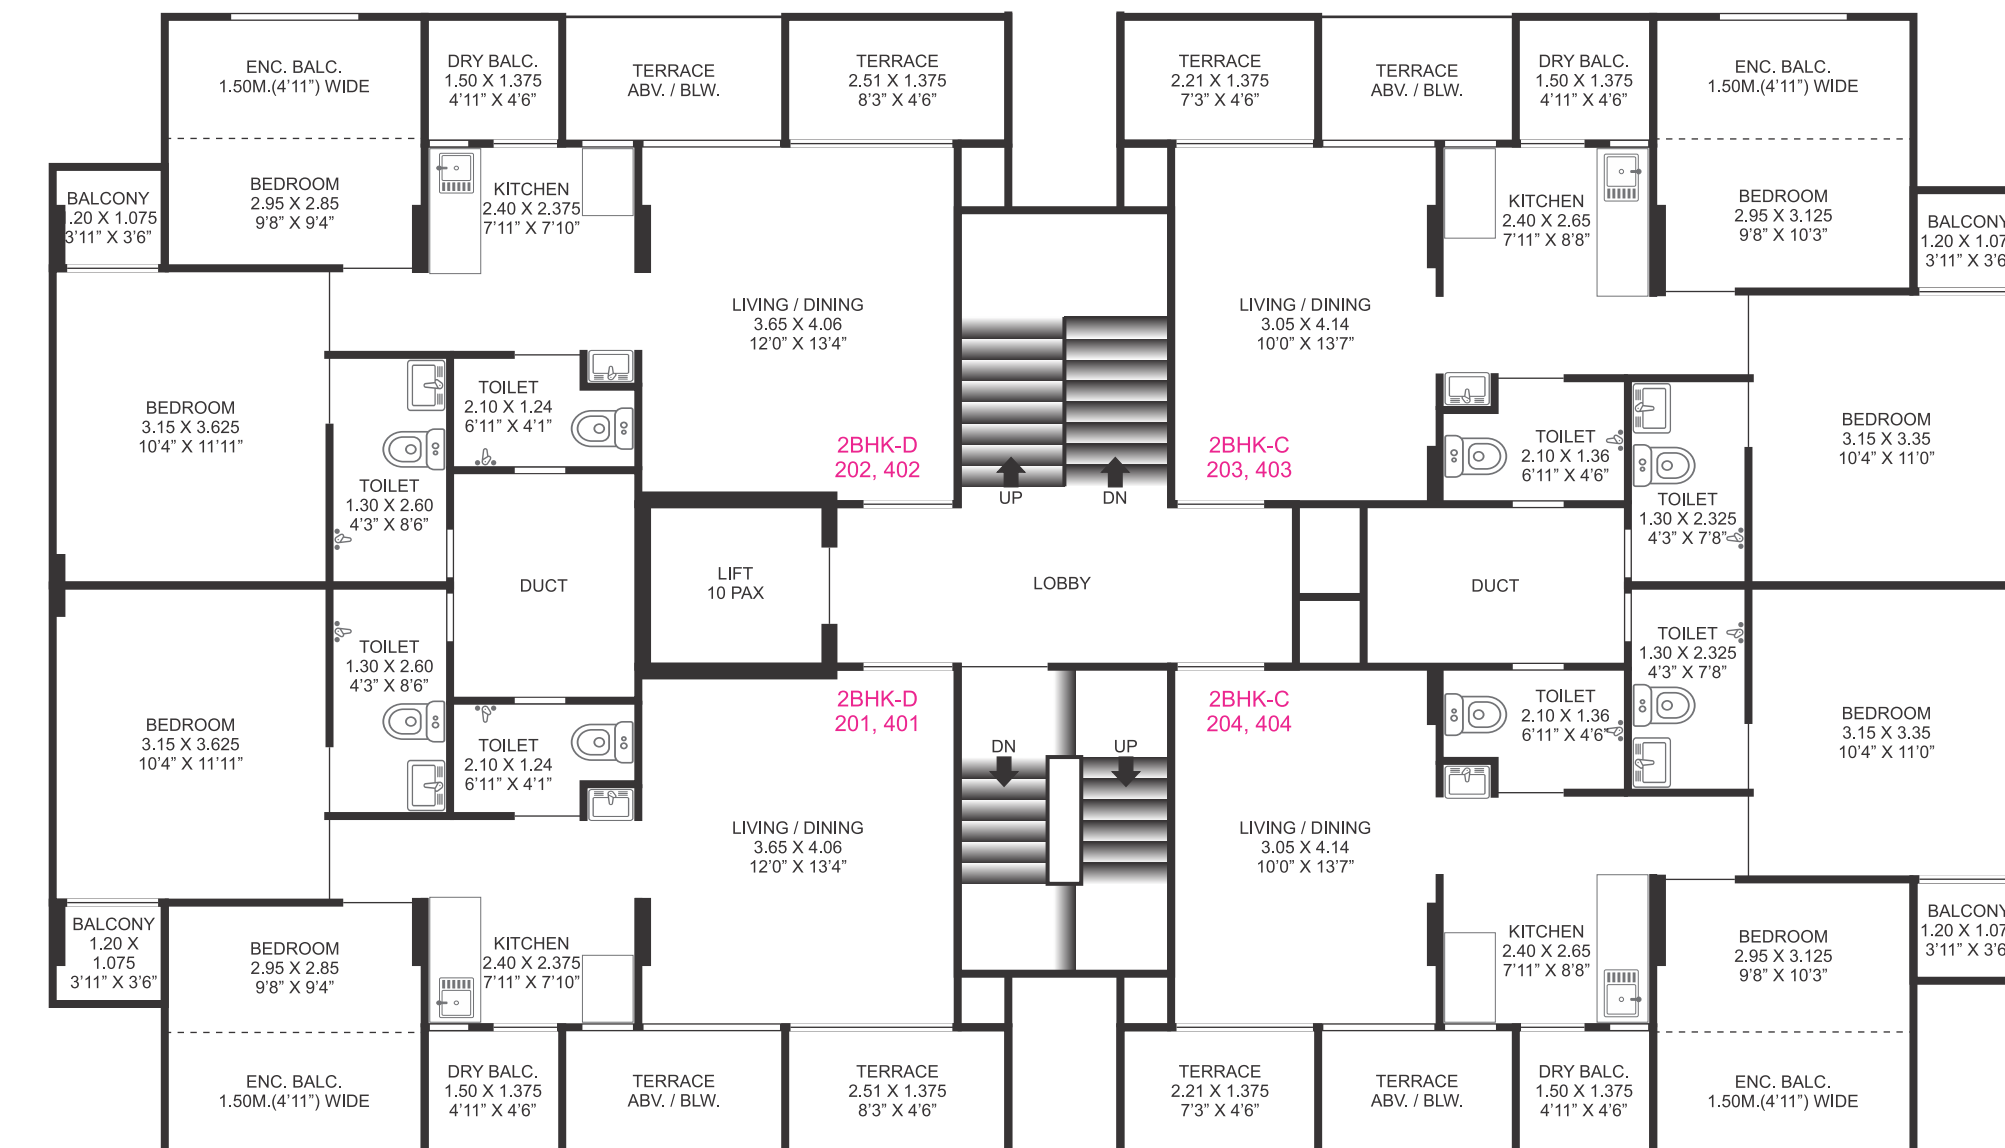 ENC. BALC.
1.50M.(4'11") WIDE
DRY BALC.
1.50 X 1.375
4'11" X 4'6"
TERRACE
ABV. / BLW.
TERRACE
2.51 X 1.375
8'3" X 4'6"
TERRACE
2.21 X 1.375
7'3" X 4'6"
TERRACE
ABV. / BLW.
DRY BALC.
1.50 X 1.375
4'11" X 4'6"
ENC. BALC.
1.50M.(4'11") WIDE
BALCONY
.20 X 1.075
3'11" X 3'6"
BEDROOM
2.95 X 2.85
9'8" X 9'4"
KITCHEN
2.40 X 2.375
7'11" X 7'10"
KITCHEN
2.40 X 2.65
7'11" X 8'8"
BEDROOM
2.95 X 3.125
9'8" X 10'3"
BALCONY
1.20 X 1.07
3'11" X 3'6
LIVING / DINING
3.65 X 4.06
12'0" X 13'4"
LIVING / DINING
3.05 X 4.14
10'0" X 13'7"
BEDROOM
3.15 X 3.625
10'4" X 11'11"
TOILET
2.10 X 1.24
6'11" X 4'1"
2BHK-D
202, 402
2BHK-C
203, 403
TOILET
2.10 X 1.36
6'11" X 4'6"
BEDROOM
3.15 X 3.35
10'4" X 11'0"
TOILET
1.30 X 2.60
4'3" X 8'6"
UP
DN
TOILET
1.30 X 2.325
4'3" X 7'8"
DUCT
LIFT
10 PAX
LOBBY
DUCT
TOILET
1.30 X 2.60
4'3" X 8'6"
TOILET
1.30 X 2.325
4'3" X 7'8"
BEDROOM
3.15 X 3.625
10'4" X 11'11"
TOILET
2.10 X 1.24
6'11" X 4'1"
2BHK-D
201, 401
DN
UP
2BHK-C
204, 404
TOILET
2.10 X 1.36
6'11" X 4'6"
BEDROOM
3.15 X 3.35
10'4" X 11'0"
LIVING / DINING
3.65 X 4.06
12'0" X 13'4"
LIVING / DINING
3.05 X 4.14
10'0" X 13'7"
BALCONY
1.20 X
1.075
3'11" X 3'6"
BEDROOM
2.95 X 2.85
9'8" X 9'4"
KITCHEN
2.40 X 2.375
7'11" X 7'10"
KITCHEN
2.40 X 2.65
7'11" X 8'8"
BEDROOM
2.95 X 3.125
9'8" X 10'3"
BALCONY
1.20 X 1.07
3'11" X 3'6
ENC. BALC.
1.50M.(4'11") WIDE
DRY BALC.
1.50 X 1.375
4'11" X 4'6"
TERRACE
ABV. / BLW.
TERRACE
2.51 X 1.375
8'3" X 4'6"
TERRACE
2.21 X 1.375
7'3" X 4'6"
TERRACE
ABV. / BLW.
DRY BALC.
1.50 X 1.375
4'11" X 4'6"
ENC. BALC.
1.50M.(4'11") WIDE